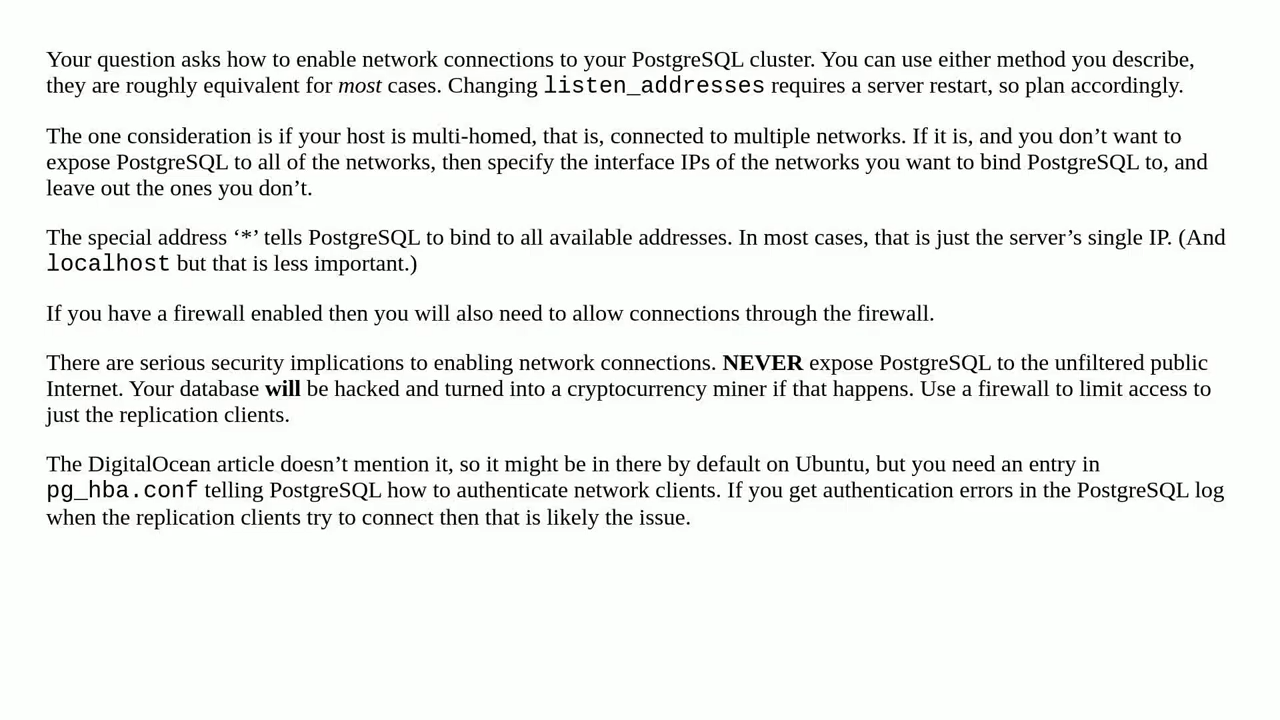 Your question asks how to enable network connections to your PostgreSQL cluster. You can use either method you describe,
they are roughly equivalent for most cases. Changing listen_addresses requires a server restart, so plan accordingly.
The one consideration is if your host is multi-homed, that is, connected to multiple networks. If it is, and you don’t want to
expose PostgreSQL to all of the networks, then specify the interface IPs of the networks you want to bind PostgreSQL to, and
leave out the ones you don’t.
The special address ‘*’ tells PostgreSQL to bind to all available addresses. In most cases, that is just the server’s single IP. (And
localhost but that is less important.)
If you have a firewall enabled then you will also need to allow connections through the firewall.
There are serious security implications to enabling network connections. NEVER expose PostgreSQL to the unfiltered public
Internet. Your database will be hacked and turned into a cryptocurrency miner if that happens. Use a firewall to limit access to
just the replication clients.
The DigitalOcean article doesn’t mention it, so it might be in there by default on Ubuntu, but you need an entry in
pg_hba.conf telling PostgreSQL how to authenticate network clients. If you get authentication errors in the PostgreSQL log
when the replication clients try to connect then that is likely the issue.